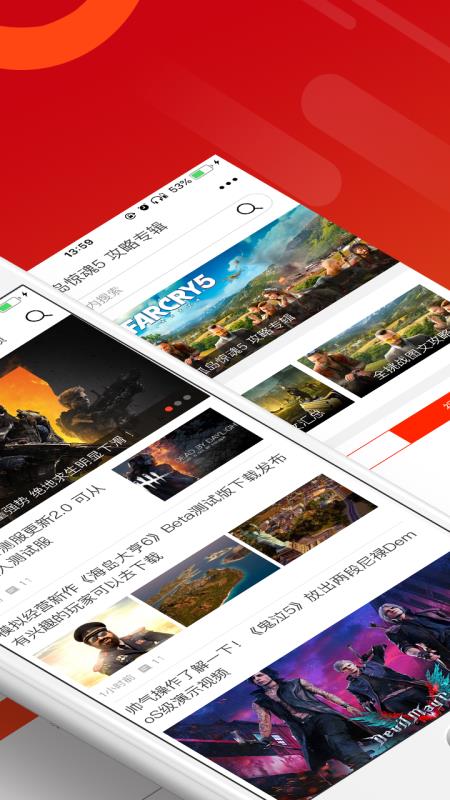 13:59
53%
岛惊魂5 攻略专辑
内搜索
FARCRY5
岛惊魂5 攻略专辑
全挑战图文攻略
汇总
强势 绝地求生明显下滑！
DEAD BY DAYLIGHT
测服更新2.0 可从
人测试服
11
模拟经营新作《海岛大亨6》Beta测试版下载发布
有兴趣的玩家可以去下载
1小时前
11
帅气操作了解一下！《鬼泣5》放出两段尼禄Dem
oS级演示视频
Devil May